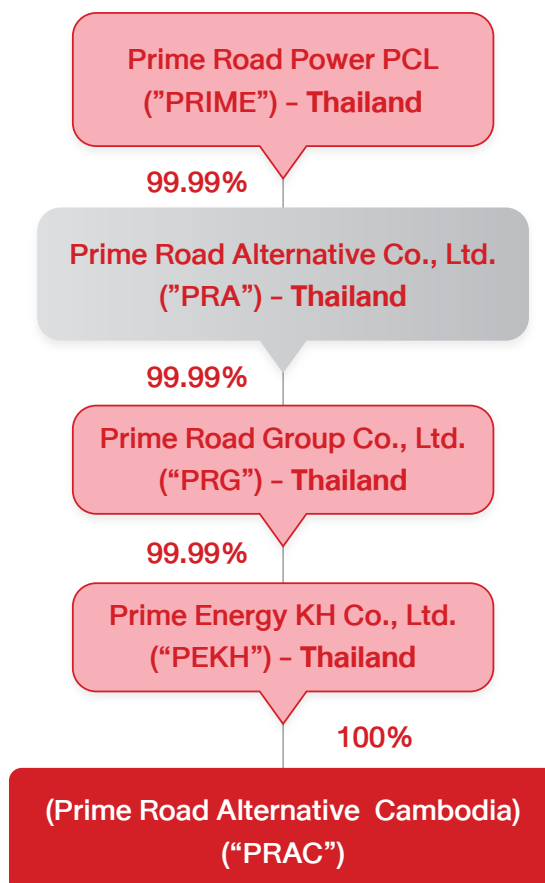 Prime Road Power PCL
(”PRIME”) – Thailand
99.99%
Prime Road Alternative Co., Ltd.
(”PRA”) – Thailand
99.99%
Prime Road Group Co., Ltd.
(“PRG”) – Thailand
99.99%
Prime Energy KH Co., Ltd.
(“PEKH”) – Thailand
100%
(Prime Road Alternative Cambodia)
(“PRAC”)